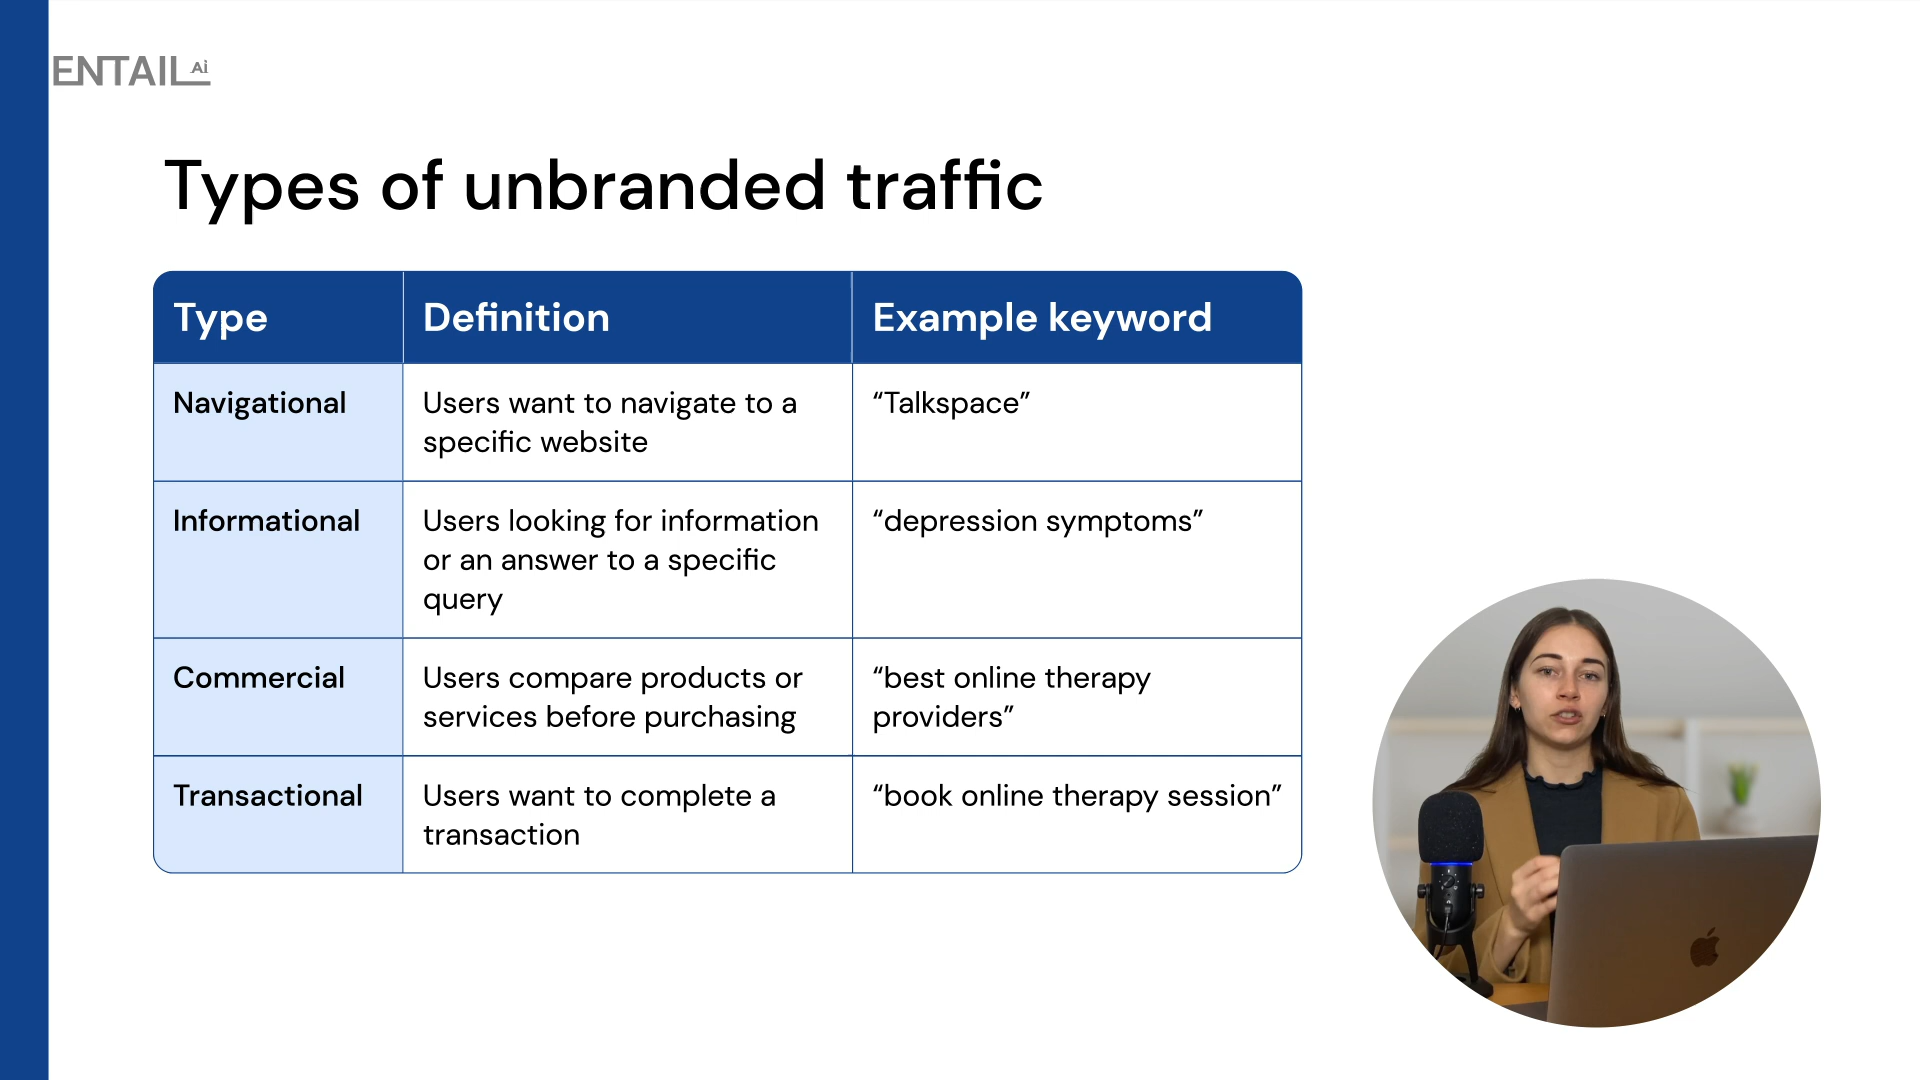 ENTAIL AI
Types of unbranded traffic
Type Definition Example keyword
Navigational Users want to navigate to a “Talkspace”
specific website
Informational Users looking for information “depression symptoms”
or an answer to a specific
query
Commercial Users compare products or “best online therapy
services before purchasing providers”
Transactional Users want to complete a “book online therapy session”
transaction